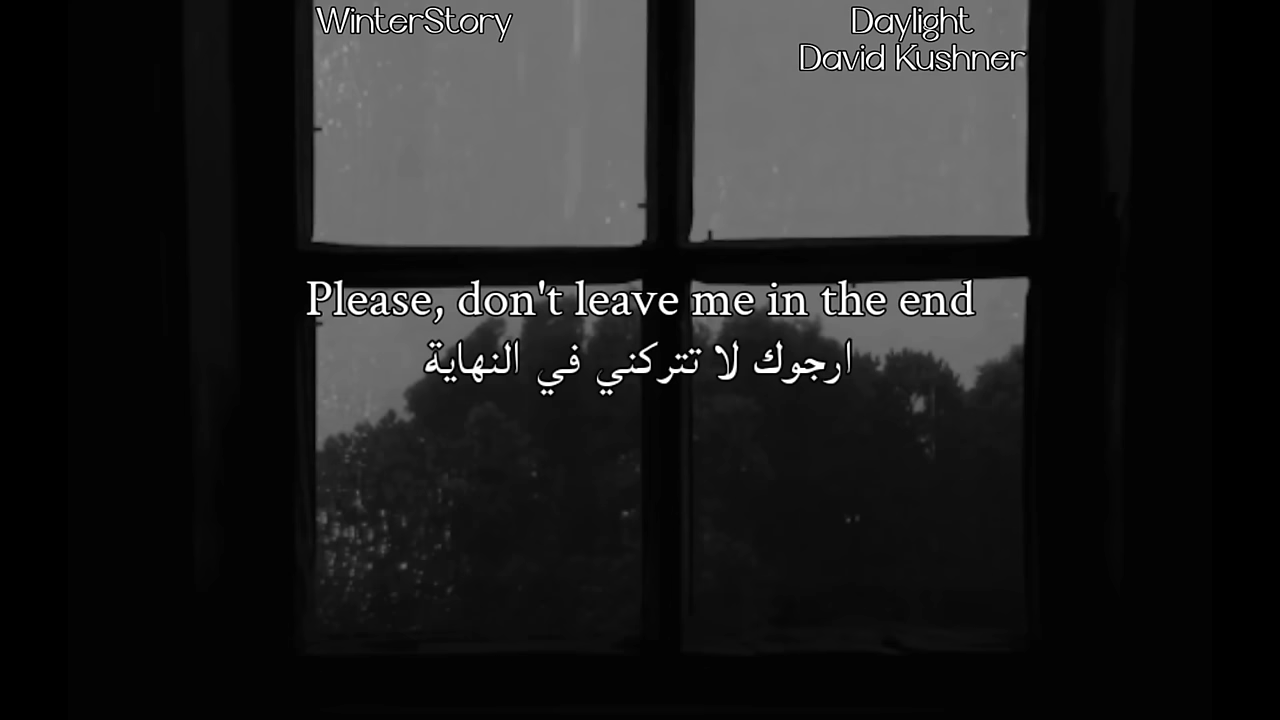 WinterStory
Daylight
David Kushner
Please, don't leave me in the end
ارجوك لا تتركني في النهاية